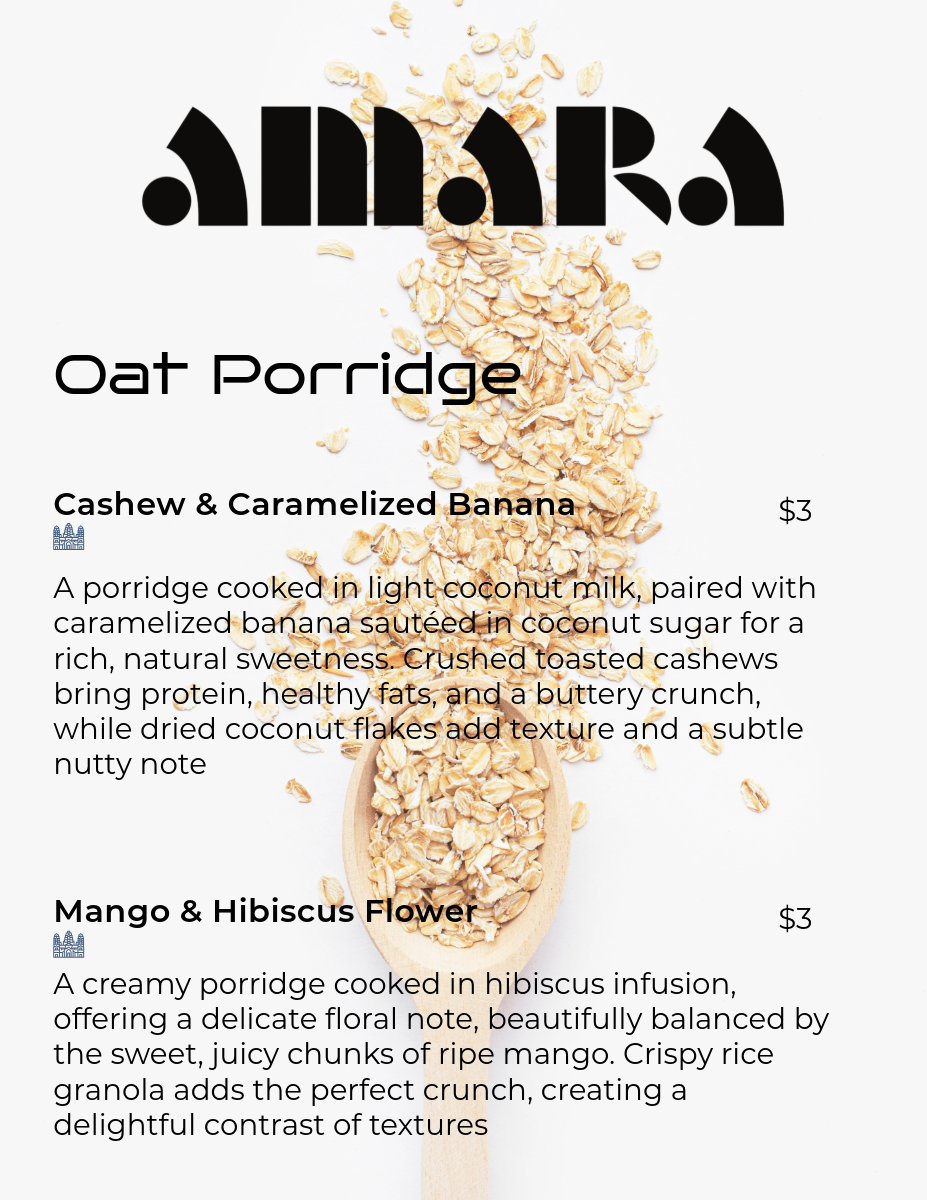 AMARA
Oat Porridge
Cashew & Caramelized Banana
$3
A porridge cooked in light coconut milk, paired with
caramelized banana sautéed in coconut sugar for a
rich, natural sweetness. Crushed toasted cashews
bring protein, healthy fats, and a buttery crunch,
while dried coconut flakes add texture and a subtle
nutty note
Mango & Hibiscus Flower
$3
A creamy porridge cooked in hibiscus infusion,
offering a delicate floral note, beautifully balanced by
the sweet, juicy chunks of ripe mango. Crispy rice
granola adds the perfect crunch, creating a
delightful contrast of textures